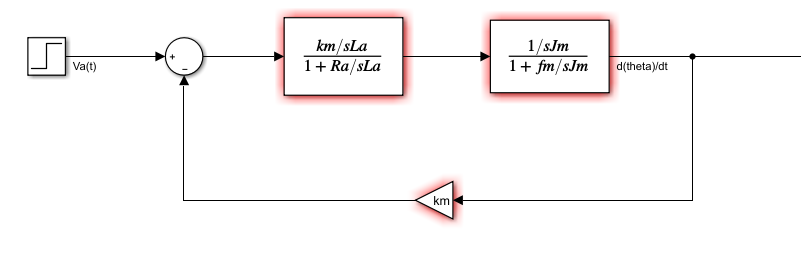 Va(t)
+
−
km/sLa
1 + Ra/sLa
1/sJm
1 + fm/sJm
d(theta)/dt
km